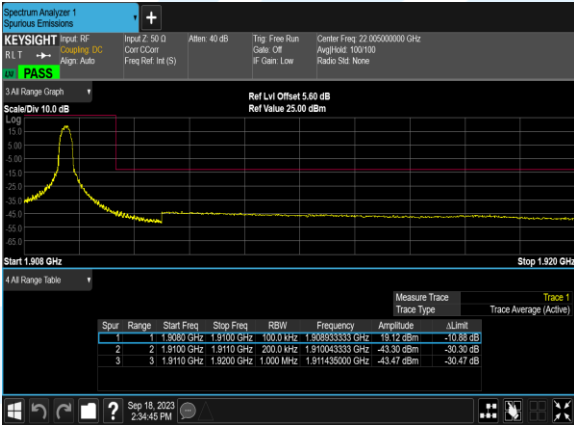 Spectrum Analyzer 1
Spurious Emissions
+
KEYSIGHT Input: RF Input Z: 50 Ω Atten: 40 dB Trig: Free Run Center Freq: 22.005000000 GHz
RLT Coupling: DC Corr CCorr Gate: Off Avg|Hold: 100/100
Align: Auto Freq Ref: Int (S) IF Gain: Low Radio Std: None
LW PASS
3 All Range Graph
Ref Lvl Offset 5.60 dB
Scale/Div 10.0 dB Ref Value 25.00 dBm
Log
15.0
5.00
-5.00
-15.0
-25.0
-35.0
-45.0
-55.0
-65.0
Start 1.908 GHz Stop 1.920 GHz
4 All Range Table
Measure Trace Trace 1
Trace Type Trace Average (Active)
Spur Range Start Freq Stop Freq RBW Frequency Amplitude ΔLimit
1 1 1.9080 GHz 1.9100 GHz 100.0 kHz 1.908933333 GHz 19.12 dBm -10.88 dB
2 2 1.9100 GHz 1.9110 GHz 200.0 kHz 1.910043333 GHz -43.30 dBm -30.30 dB
3 3 1.9110 GHz 1.9200 GHz 1.000 MHz 1.911435000 GHz -43.47 dBm -30.47 dB
? Sep 18, 2023
2:34:45 PM